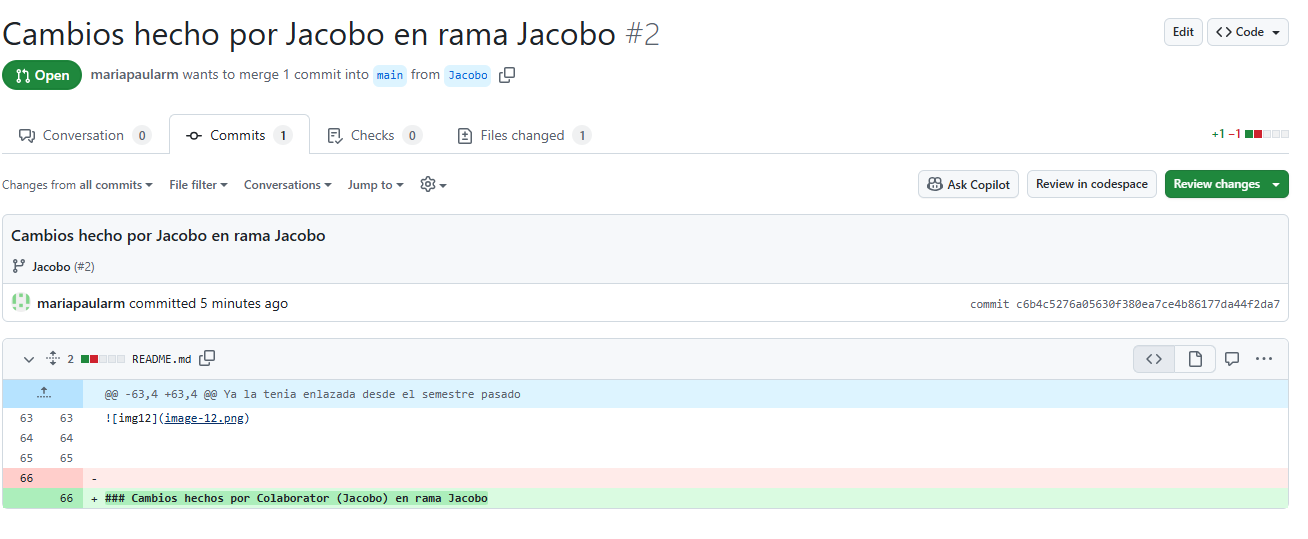 Cambios hecho por Jacobo en rama Jacobo #2
Edit
<> Code
Open
mariapaularm wants to merge 1 commit into main from Jacobo
Conversation 0
Commits 1
Checks 0
Files changed 1
+1 −1
Changes from all commits
File filter
Conversations
Jump to
Ask Copilot
Review in codespace
Review changes
Cambios hecho por Jacobo en rama Jacobo
Jacobo (#2)
mariapaularm committed 5 minutes ago
commit c6b4c5276a05630f380ea7ce4b86177da44f2da7
2 README.md
@@ -63,4 +63,4 @@ Ya la tenia enlazada desde el semestre pasado
63 63 ![img12](image-12.png)
64 64
65 65
66 -
66 + ### Cambios hechos por Colaborator (Jacobo) en rama Jacobo